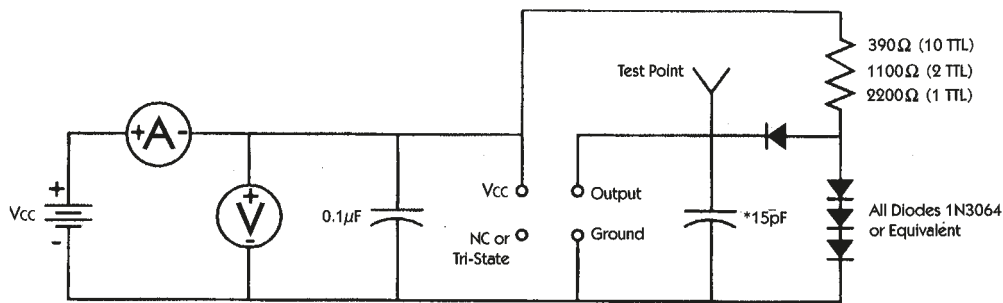 390Ω (10 TTL)
1100Ω (2 TTL)
2200Ω (1 TTL)
Test Point
+A-
+
Vcc
-
+
V
-
0.1μF
Vcc
Output
NC or
Tri-State
Ground
*15pF
All Diodes 1N3064
or Equivalent